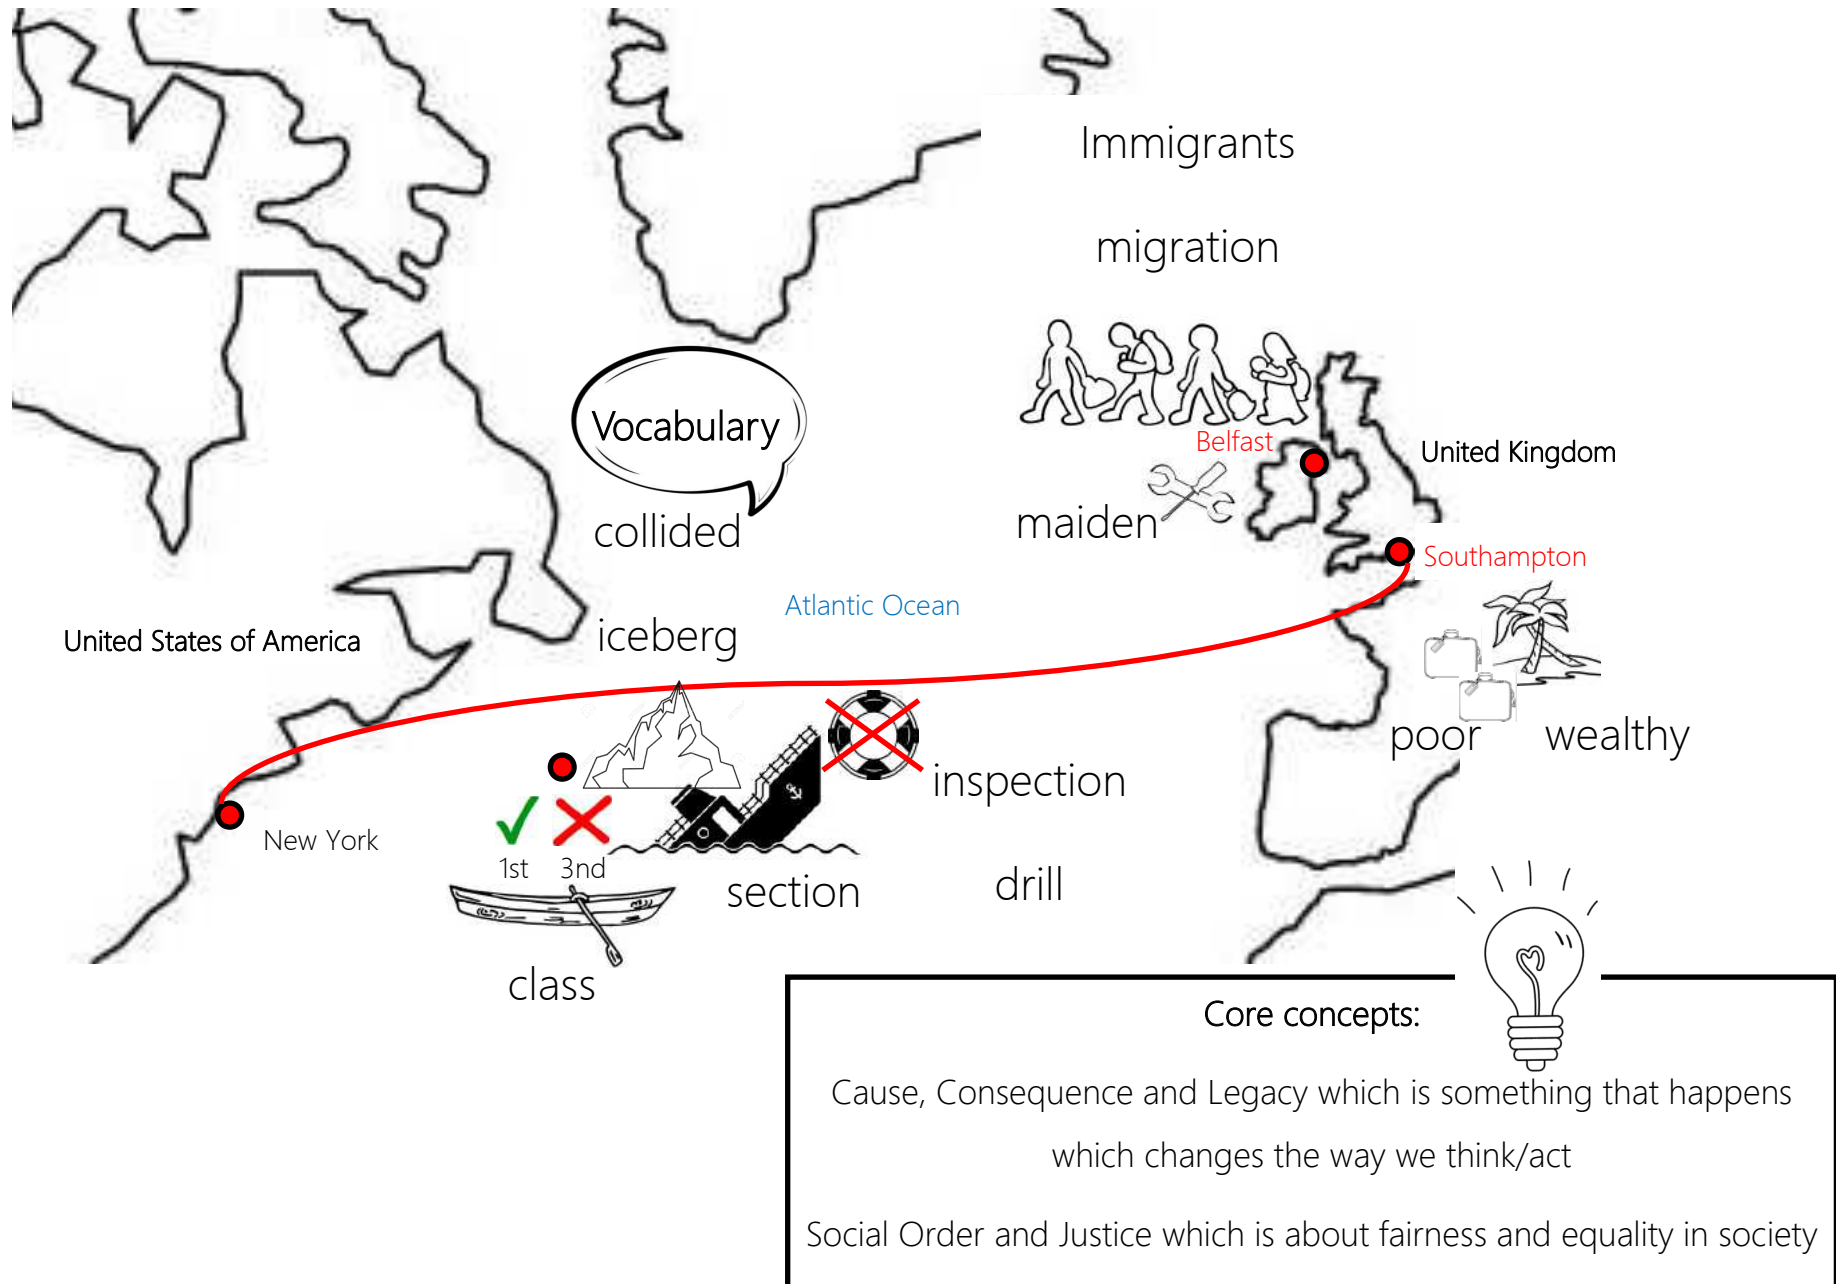 Immigrants
migration
Vocabulary
Belfast
United Kingdom
collided
maiden
Southampton
Atlantic Ocean
United States of America
iceberg
poor wealthy
inspection
New York
1st 3nd
section
drill
class
Core concepts:
Cause, Consequence and Legacy which is something that happens
which changes the way we think/act
Social Order and Justice which is about fairness and equality in society